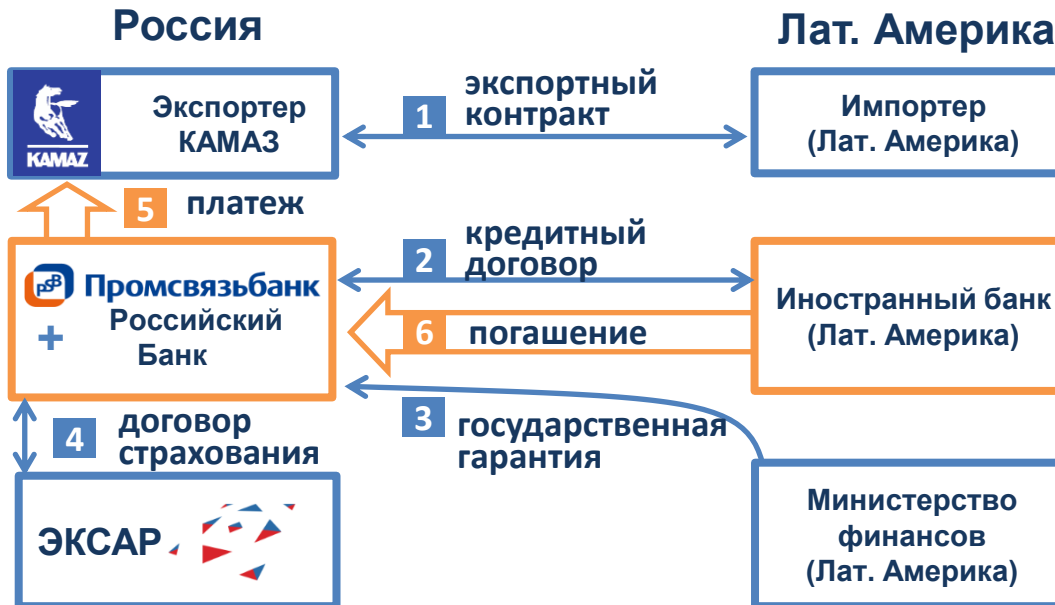 Россия
Лат. Америка
KAMAZ
Экспортер
КАМАЗ
1
экспортный
контракт
Импортер
(Лат. Америка)
5 платеж
PSB Промсвязьбанк
+ Российский
Банк
2
кредитный
договор
Иностранный банк
(Лат. Америка)
6 погашение
4
договор
страхования
3
государственная
гарантия
ЭКСАР
Министерство
финансов
(Лат. Америка)